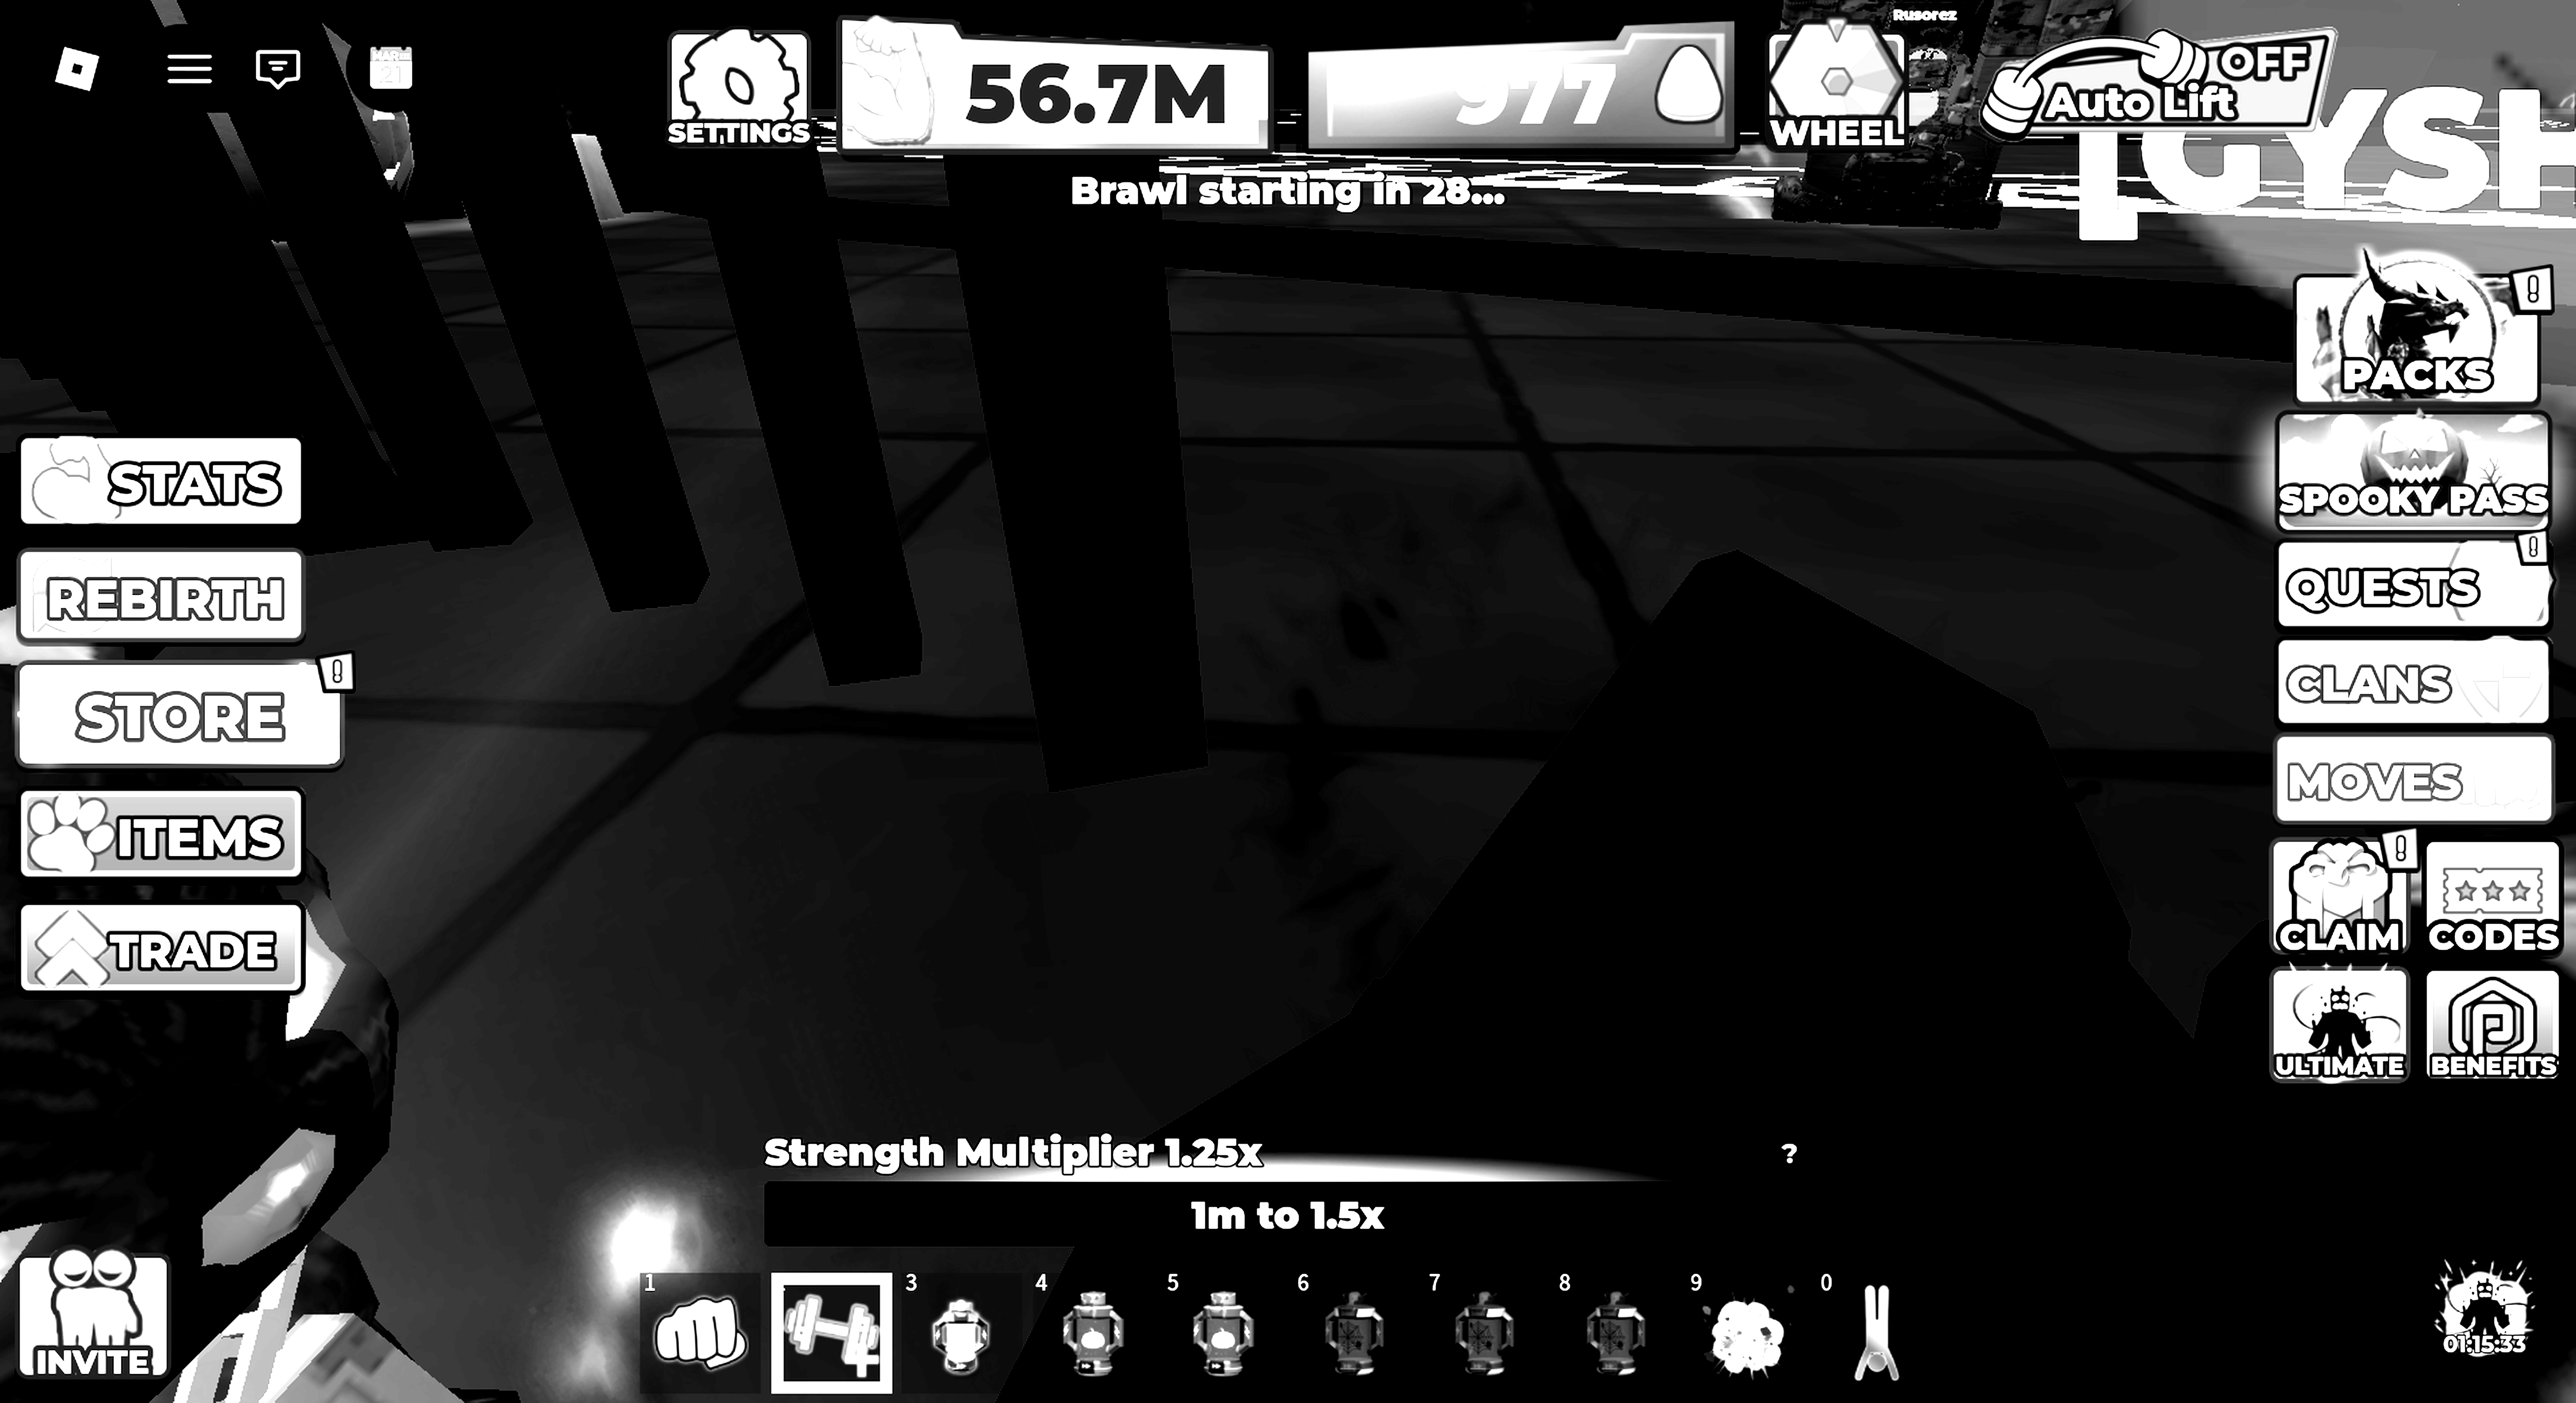 Rusorez
MARCH
21
SETTINGS
56.7M
977
WHEEL
OFF
Auto Lift
Brawl starting in 28...
PACKS
SPOOKY PASS
STATS
QUESTS
REBIRTH
CLANS
STORE
MOVES
ITEMS
CLAIM
CODES
TRADE
ULTIMATE
BENEFITS
Strength Multiplier 1.25x
?
1m to 1.5x
1
3
4
5
6
7
8
9
0
INVITE
01:15:33